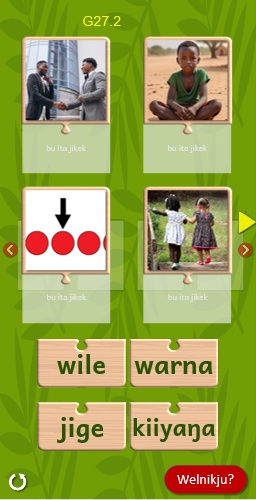 G27.2
bu ita jikek
bu ita jikek
bu ita jikek
bu ita jikek
wile
warna
jige
kiiyaŋa
Welnikju?